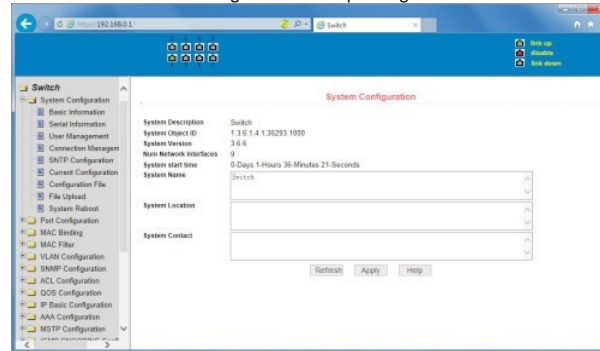 192.168.0.1
Switch
link up
disable
link down
Switch
System Configuration
Basic Information
Serial Information
User Management
Connection Managem
SNTP Configuration
Current Configuration
Configuration File
File Upload
System Reboot
Port Configuration
MAC Binding
MAC Filter
VLAN Configuration
SNMP Configuration
ACL Configuration
QOS Configuration
IP Basic Configuration
AAA Configuration
MSTP Configuration
System Configuration
System Description Switch
System Object ID 1.3.6.1.4.1.36293.1000
System Version 3.6.6
Num Network Interfaces 9
System start time 0-Days 1-Hours 36-Minutes 21-Seconds
System Name Switch
System Location
System Contact
Refresh Apply Help